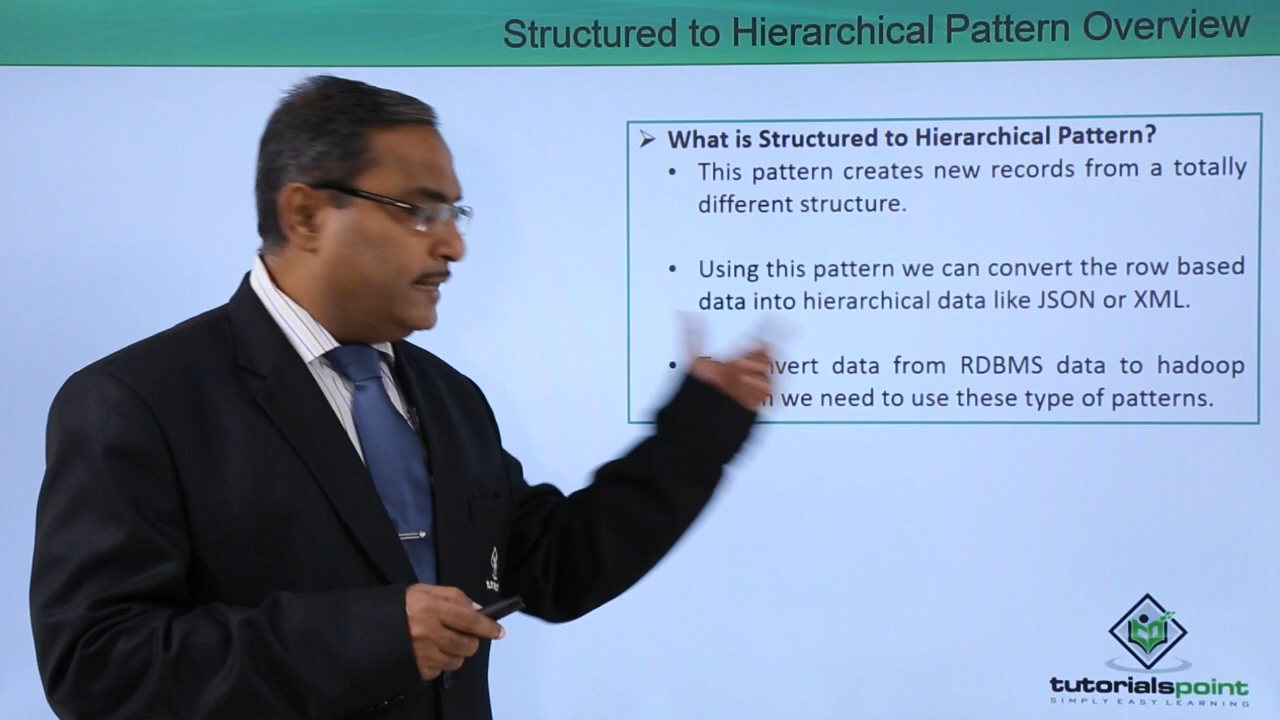 Structured to Hierarchical Pattern Overview
What is Structured to Hierarchical Pattern?
• This pattern creates new records from a totally
different structure.
• Using this pattern we can convert the row based
data into hierarchical data like JSON or XML.
• data from RDBMS data to hadoop
we need to use these type of patterns.
tutorialspoint
SIMPLY EASY LEARNING